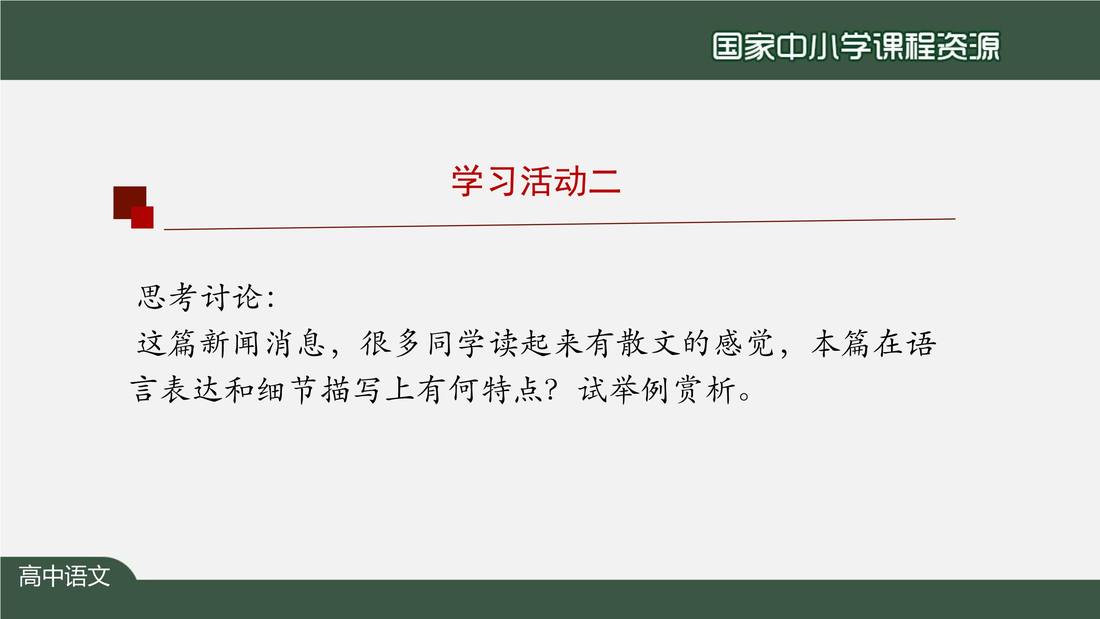 国家中小学课程资源
学习活动二
思考讨论：
这篇新闻消息，很多同学读起来有散文的感觉，本篇在语
言表达和细节描写上有何特点？试举例赏析。
高中语文